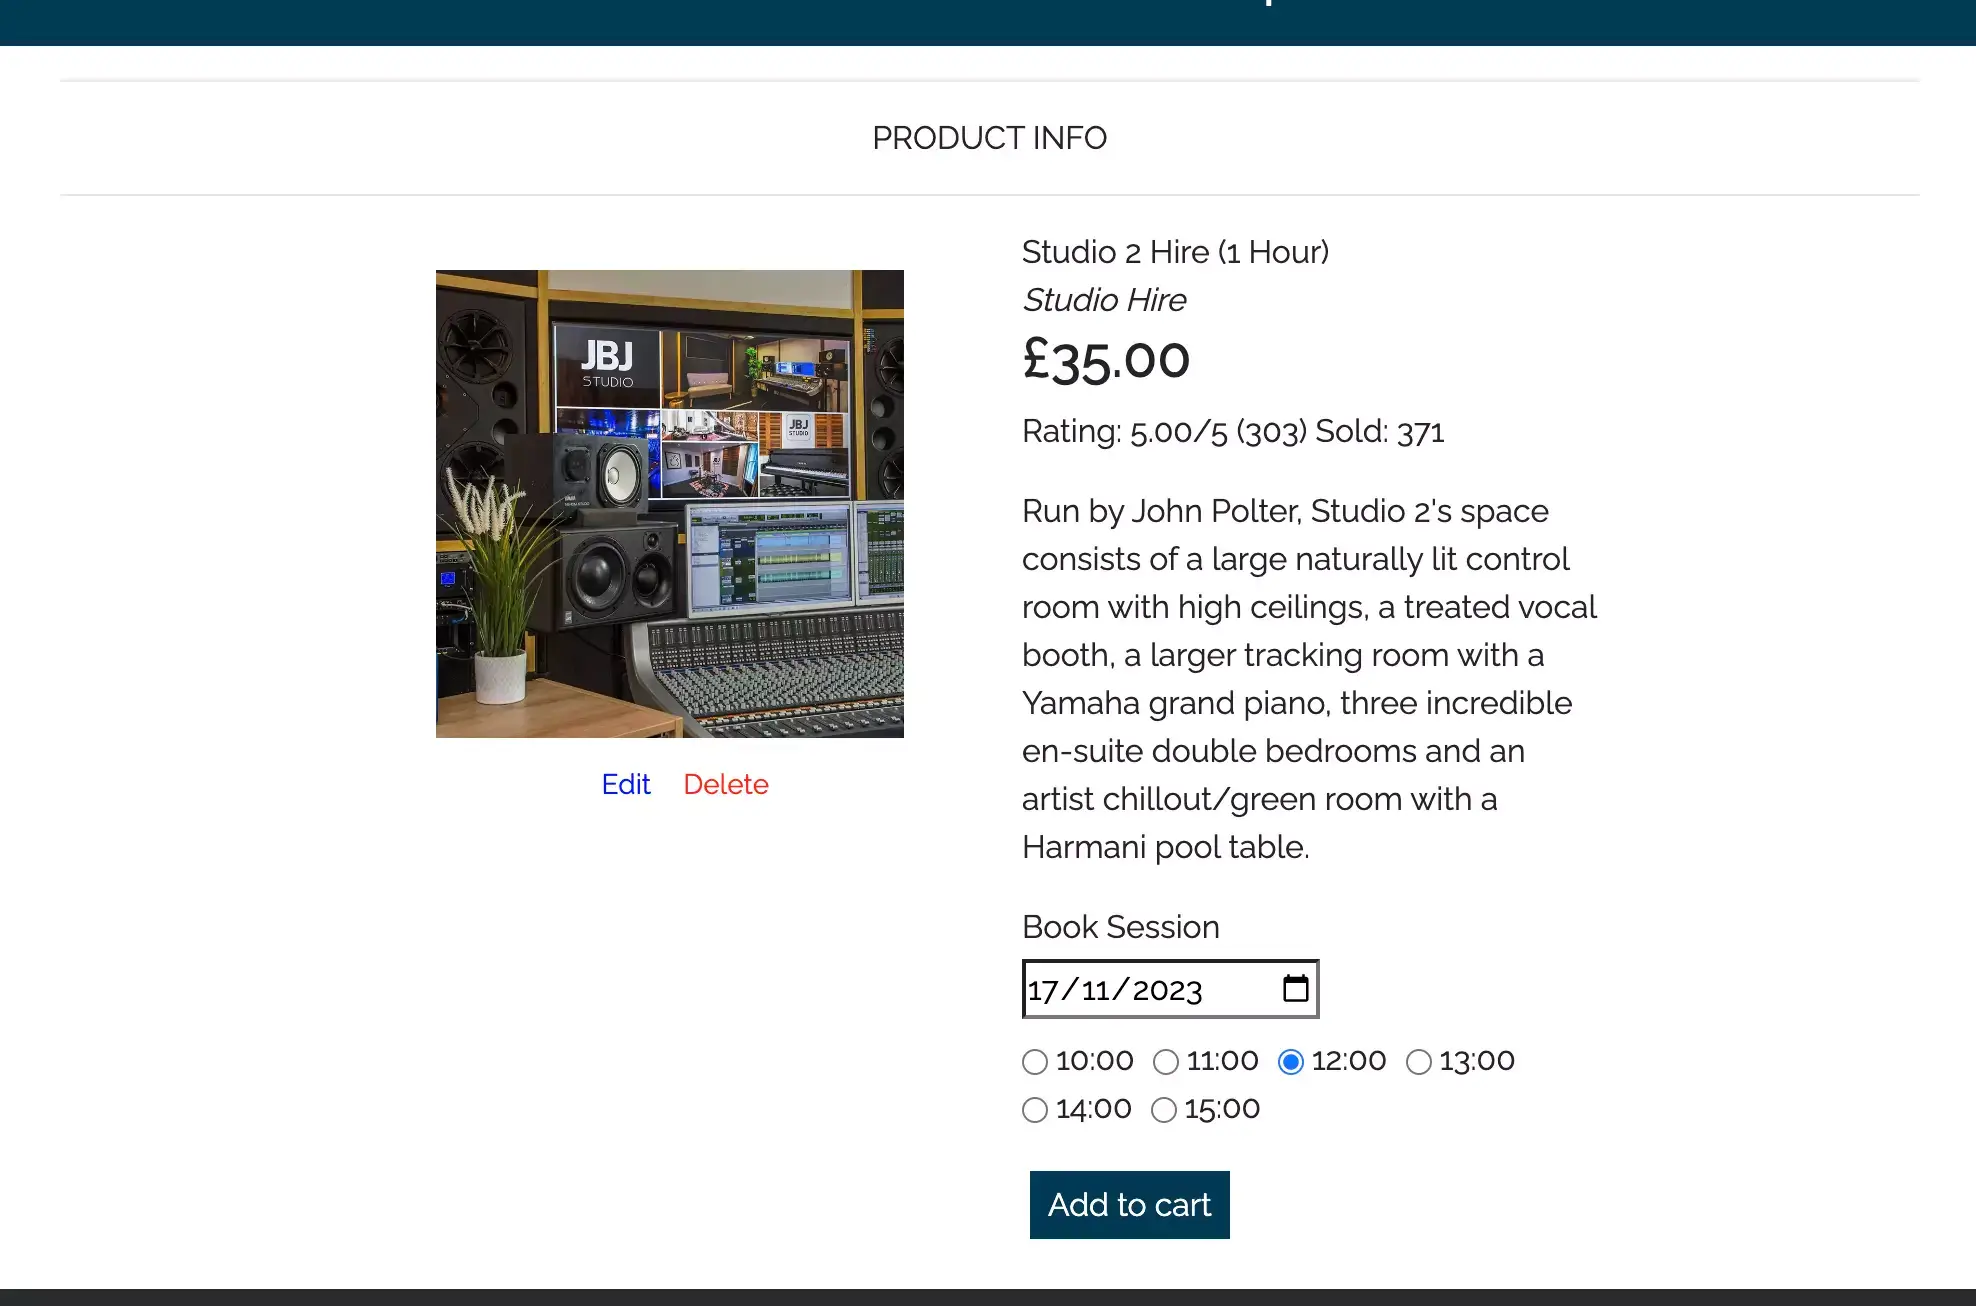 PRODUCT INFO
JBJ
STUDIO
JBJ
STUDIO
Edit Delete
Studio 2 Hire (1 Hour)
Studio Hire
£35.00
Rating: 5.00/5 (303) Sold: 371
Run by John Polter, Studio 2's space
consists of a large naturally lit control
room with high ceilings, a treated vocal
booth, a larger tracking room with a
Yamaha grand piano, three incredible
en-suite double bedrooms and an
artist chillout/green room with a
Harmani pool table.
Book Session
17/11/2023
10:00 11:00 12:00 13:00
14:00 15:00
Add to cart